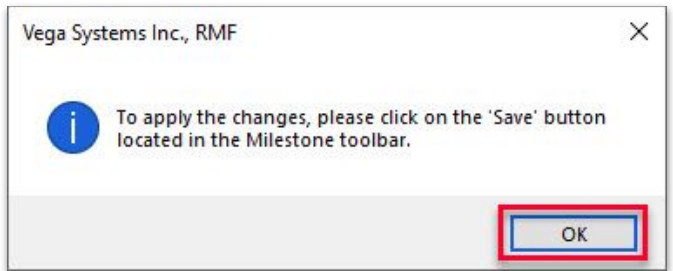 Vega Systems Inc., RMF
To apply the changes, please click on the 'Save' button
located in the Milestone toolbar.
OK